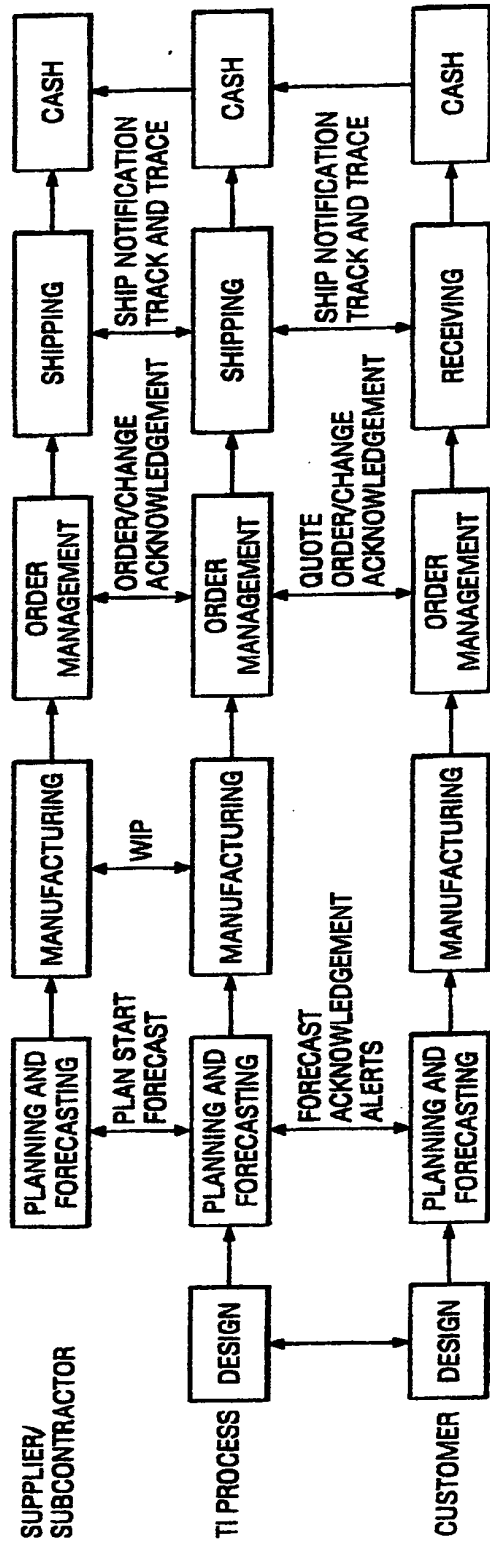 SUPPLIER/
SUBCONTRACTOR
PLANNING AND
FORECASTING
MANUFACTURING
ORDER
MANAGEMENT
SHIPPING
CASH
PLAN START
FORECAST
WIP
ORDER/CHANGE
ACKNOWLEDGEMENT
SHIP NOTIFICATION
TRACK AND TRACE
TI PROCESS
DESIGN
PLANNING AND
FORECASTING
MANUFACTURING
ORDER
MANAGEMENT
SHIPPING
CASH
FORECAST
ACKNOWLEDGEMENT
ALERTS
QUOTE
ORDER/CHANGE
ACKNOWLEDGEMENT
SHIP NOTIFICATION
TRACK AND TRACE
CUSTOMER
DESIGN
PLANNING AND
FORECASTING
MANUFACTURING
ORDER
MANAGEMENT
RECEIVING
CASH